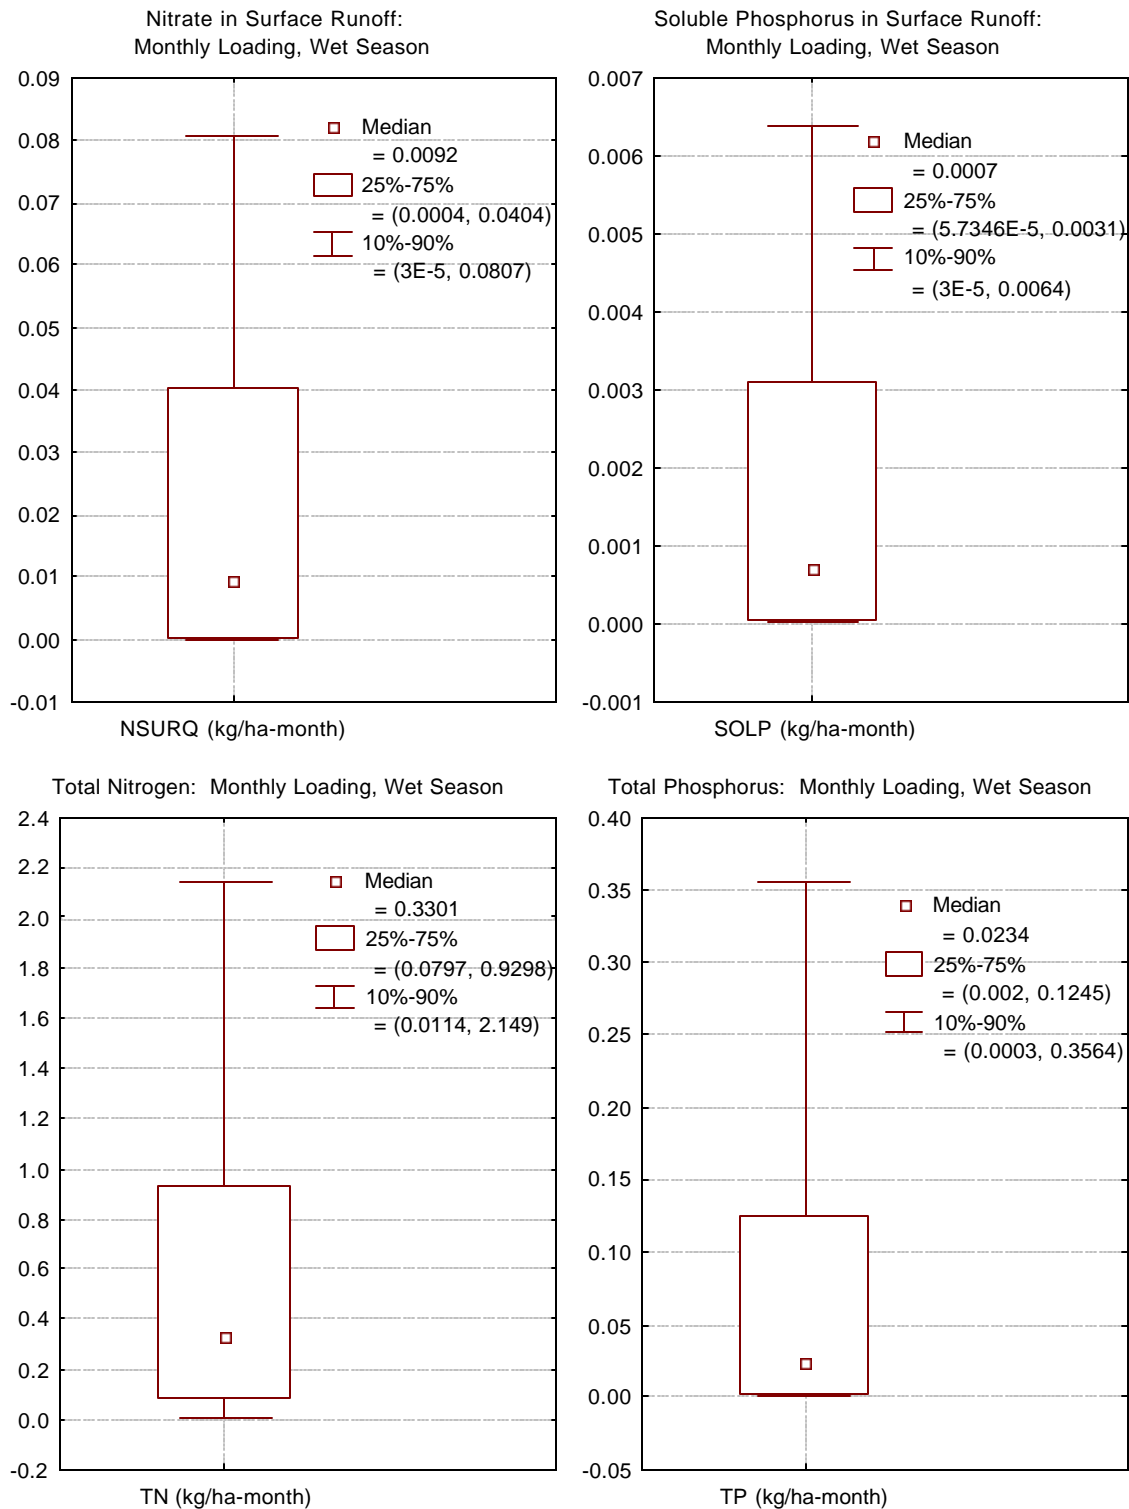 Nitrate in Surface Runoff:
Monthly Loading, Wet Season
0.09
0.08
0.07
0.06
0.05
0.04
0.03
0.02
0.01
0.00
-0.01
Median
= 0.0092
25%-75%
= (0.0004, 0.0404)
10%-90%
= (3E-5, 0.0807)
NSURQ (kg/ha-month)
Soluble Phosphorus in Surface Runoff:
Monthly Loading, Wet Season
0.007
0.006
0.005
0.004
0.003
0.002
0.001
0.000
-0.001
Median
= 0.0007
25%-75%
= (5.7346E-5, 0.0031)
10%-90%
= (3E-5, 0.0064)
SOLP (kg/ha-month)
Total Nitrogen: Monthly Loading, Wet Season
2.4
2.2
2.0
1.8
1.6
1.4
1.2
1.0
0.8
0.6
0.4
0.2
0.0
-0.2
Median
= 0.3301
25%-75%
= (0.0797, 0.9298)
10%-90%
= (0.0114, 2.149)
TN (kg/ha-month)
Total Phosphorus: Monthly Loading, Wet Season
0.40
0.35
0.30
0.25
0.20
0.15
0.10
0.05
0.00
-0.05
Median
= 0.0234
25%-75%
= (0.002, 0.1245)
10%-90%
= (0.0003, 0.3564)
TP (kg/ha-month)